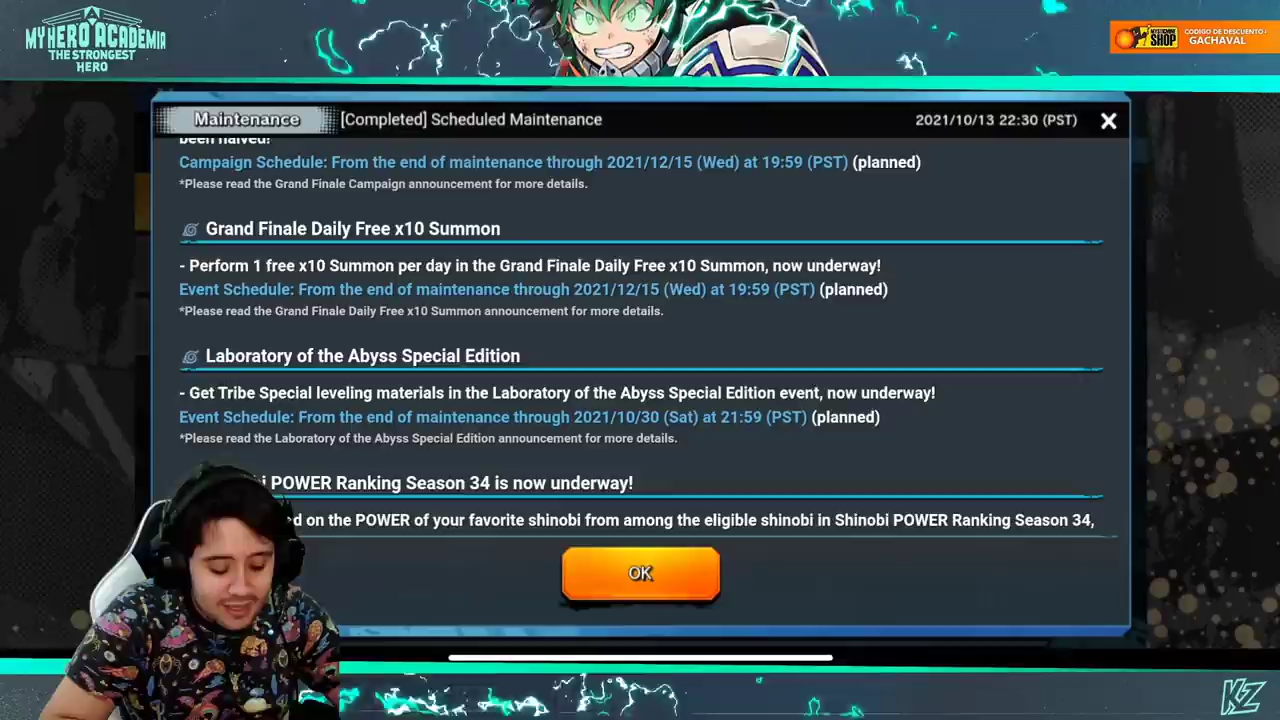 MY HERO ACADEMIA
THE STRONGEST
HERO
MYSTICMINE
SHOP
CODIGO DE DESCUENTO:
GACHAVAL
Maintenance
[Completed] Scheduled Maintenance
2021/10/13 22:30 (PST)
been halved!
Campaign Schedule: From the end of maintenance through 2021/12/15 (Wed) at 19:59 (PST) (planned)
*Please read the Grand Finale Campaign announcement for more details.
Grand Finale Daily Free x10 Summon
- Perform 1 free x10 Summon per day in the Grand Finale Daily Free x10 Summon, now underway!
Event Schedule: From the end of maintenance through 2021/12/15 (Wed) at 19:59 (PST) (planned)
*Please read the Grand Finale Daily Free x10 Summon announcement for more details.
Laboratory of the Abyss Special Edition
- Get Tribe Special leveling materials in the Laboratory of the Abyss Special Edition event, now underway!
Event Schedule: From the end of maintenance through 2021/10/30 (Sat) at 21:59 (PST) (planned)
*Please read the Laboratory of the Abyss Special Edition announcement for more details.
POWER Ranking Season 34 is now underway!
on the POWER of your favorite shinobi from among the eligible shinobi in Shinobi POWER Ranking Season 34,
OK
KZ